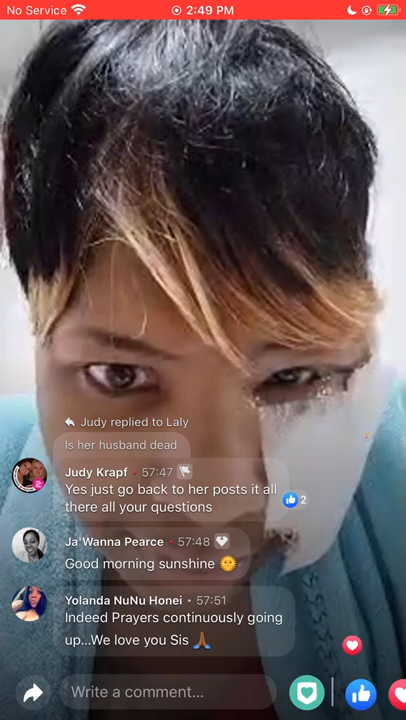 No Service 2:49 PM
Judy replied to Laly
Is her husband dead
Judy Krapf • 57:47
Yes just go back to her posts it all
there all your questions
2
Ja'Wanna Pearce • 57:48
Good morning sunshine 🌞
Yolanda NuNu Honei • 57:51
Indeed Prayers continuously going
up...We love you Sis 🙏🏾
Write a comment...